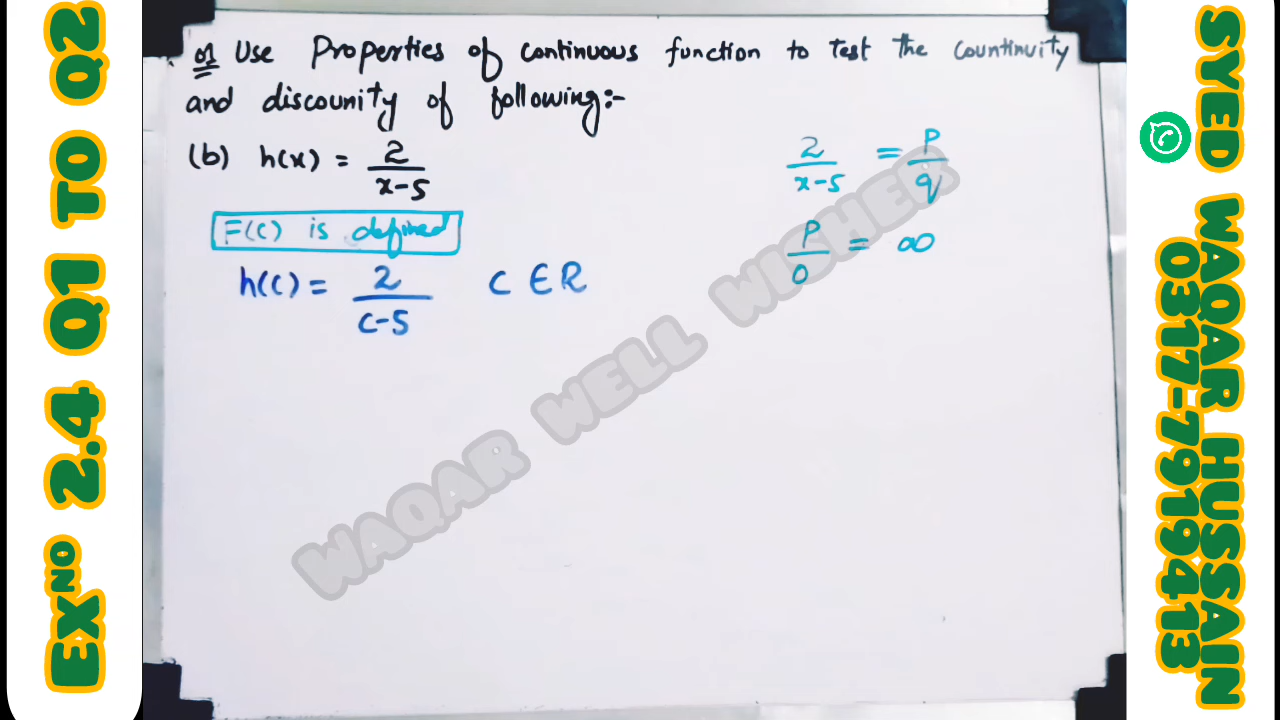 Exᴺᴼ 2.4 Q1 TO Q2
Q1 Use Properties of continuous function to test the Countinuity
and discounity of following:-
(b) h(x) = 2/(x-5)
2/(x-5) = P/q
F(C) is defined
P/0 = ∞
h(c) = 2/(c-5) C ∈ R
WAQAR WELL WISHER
SYED WAQAR HUSSAIN
0317-7919413